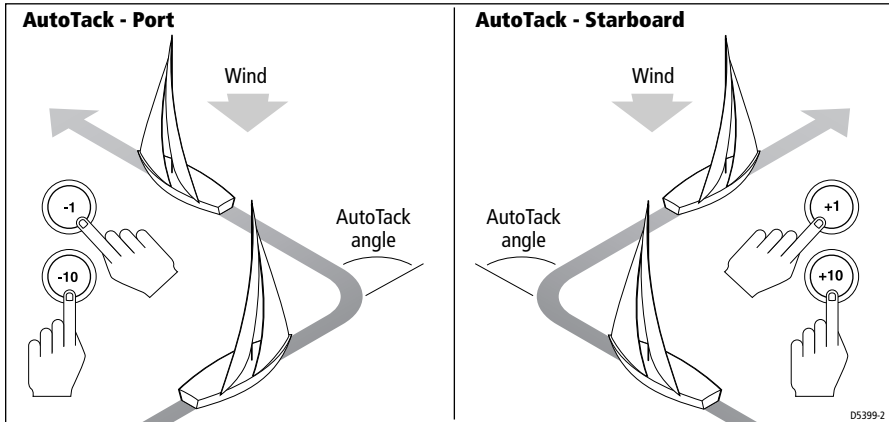 AutoTack - Port
Wind
-1
AutoTack
angle
-10
AutoTack - Starboard
Wind
AutoTack
angle
+1
+10
D5399-2